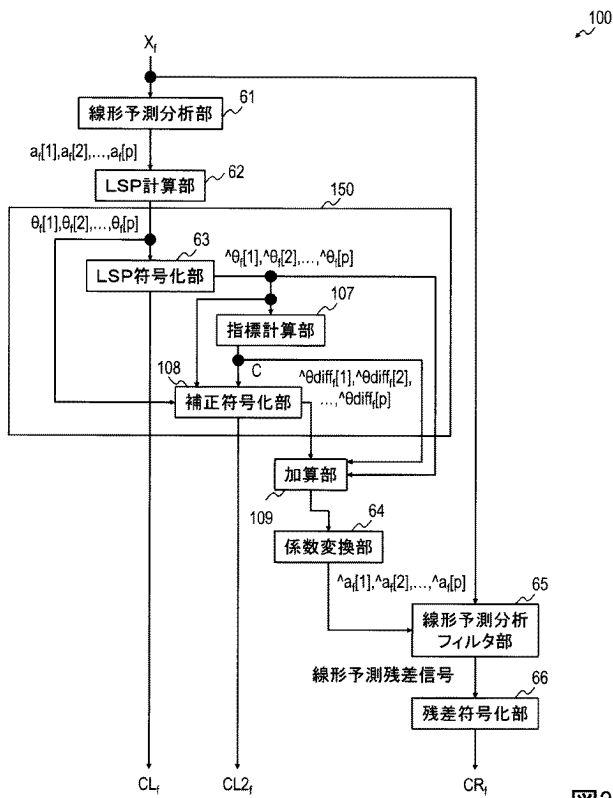 100
X_f
線形予測分析部
61
a_f[1],a_f[2],...,a_f[p]
LSP計算部
62
150
θ_f[1],θ_f[2],...,θ_f[p]
63
LSP符号化部
^θ_f[1],^θ_f[2],...,^θ_f[p]
107
指標計算部
108
C
^θdiff_f[1],^θdiff_f[2],
...,^θdiff_f[p]
補正符号化部
加算部
109
64
係数変換部
^a_f[1],^a_f[2],...,^a_f[p]
65
線形予測分析
フィルタ部
線形予測残差信号
66
残差符号化部
CL_f
CL2_f
CR_f